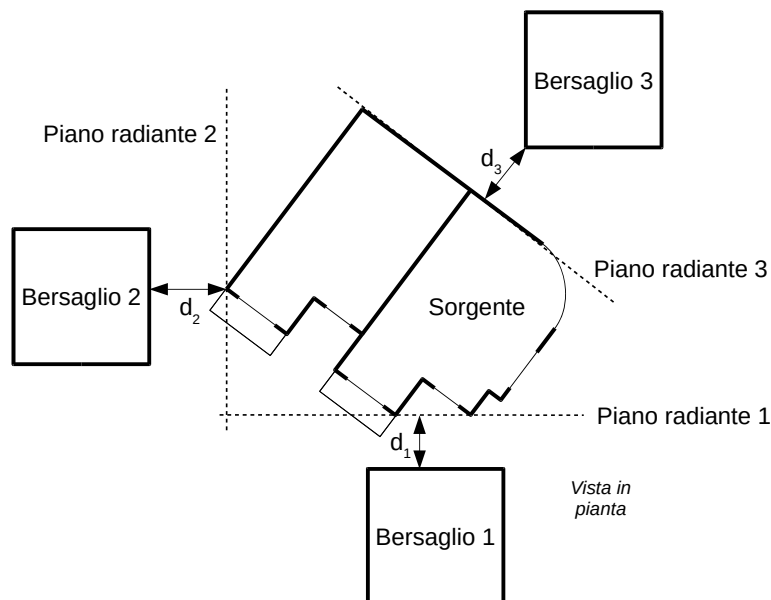 Bersaglio 3
Piano radiante 2
d3
Piano radiante 3
Bersaglio 2
d2
Sorgente
Piano radiante 1
d1
Vista in
pianta
Bersaglio 1